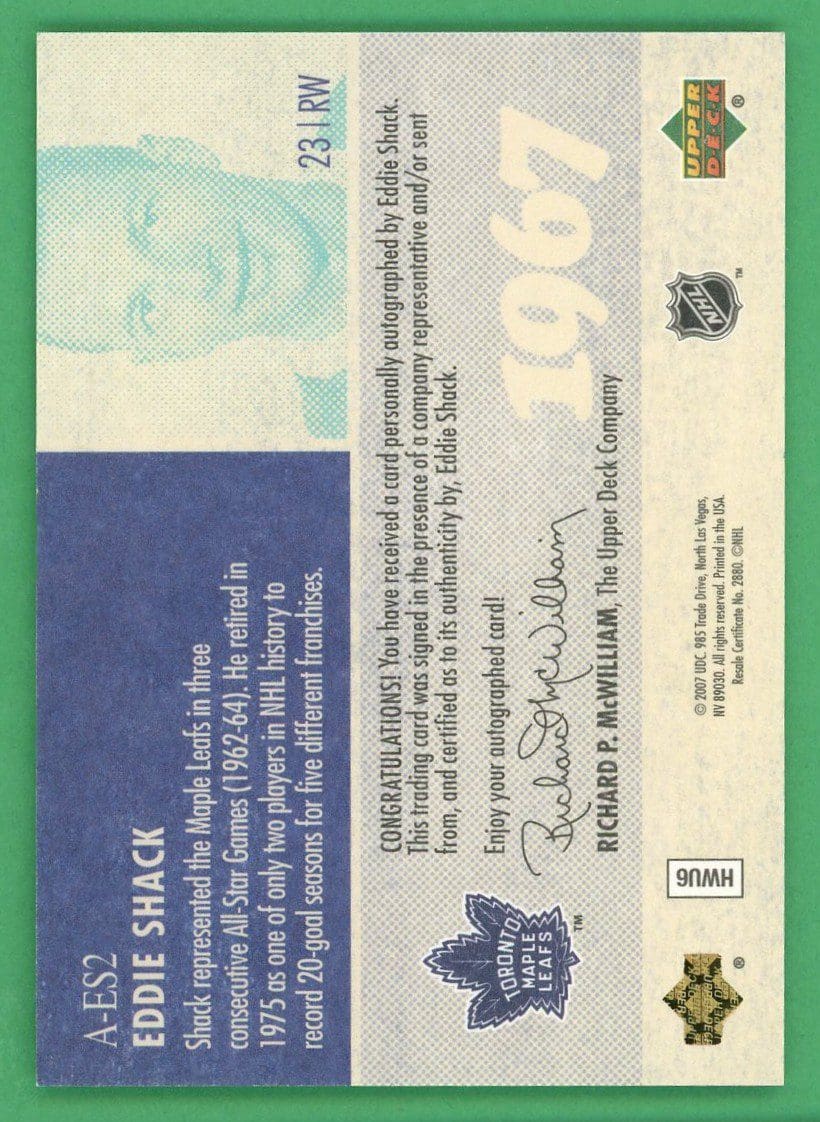 A-ES2
EDDIE SHACK
23 | RW
Shack represented the Maple Leafs in three
consecutive All-Star Games (1962-64). He retired in
1975 as one of only two players in NHL history to
record 20-goal seasons for five different franchises.
CONGRATULATIONS! You have received a card personally autographed by Eddie Shack.
This trading card was signed in the presence of a company representative and/or sent
from, and certified as to its authenticity by, Eddie Shack.
Enjoy your autographed card!
Richard P. McWilliam
RICHARD P. McWILLIAM, The Upper Deck Company
1967
TORONTO
MAPLE
LEAFS
TM
HWU6
© 2007 UDC. 985 Trade Drive, North Las Vegas,
NV 89030. All rights reserved. Printed in the USA.
Resale Certificate No. 2880. ©NHL
NHL
TM
UPPER
DECK
®
®